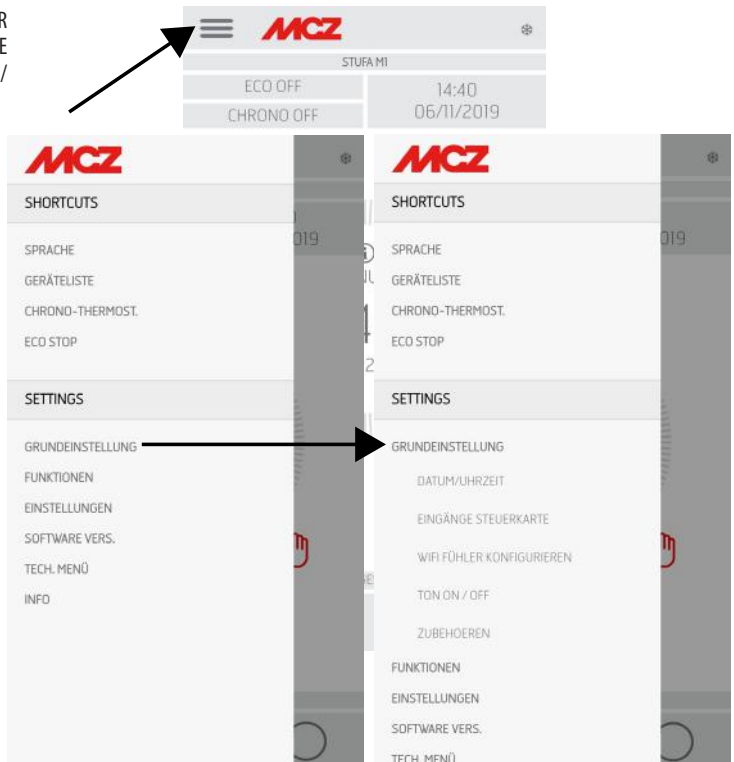 R
E
/
MCZ
STUFA M1
ECO OFF
CHRONO OFF
14:40
06/11/2019
MCZ
SHORTCUTS
SPRACHE
GERÄTELISTE
CHRONO-THERMOST.
ECO STOP
SETTINGS
GRUNDEINSTELLUNG
FUNKTIONEN
EINSTELLUNGEN
SOFTWARE VERS.
TECH. MENÜ
INFO
019
MCZ
SHORTCUTS
SPRACHE
GERÄTELISTE
CHRONO-THERMOST.
ECO STOP
SETTINGS
GRUNDEINSTELLUNG
DATUM/UHRZEIT
EINGÄNGE STEUERKARTE
WIFI FÜHLER KONFIGURIEREN
TON ON / OFF
ZUBEHOEREN
FUNKTIONEN
EINSTELLUNGEN
SOFTWARE VERS.
TECH. MENÜ
019